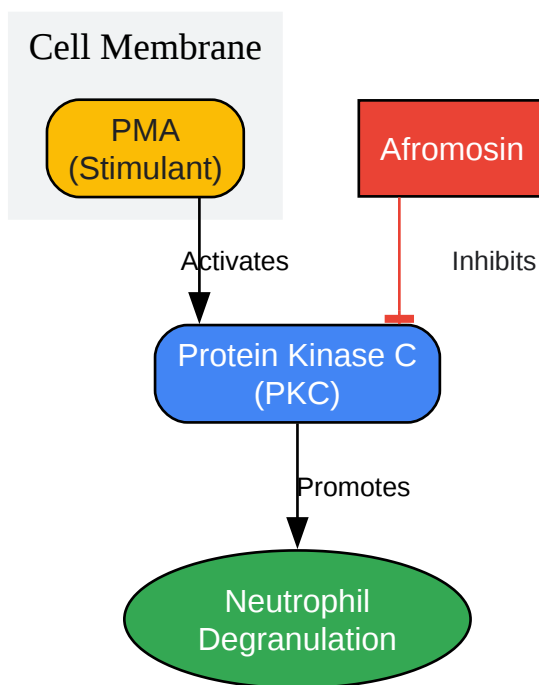 Cell Membrane
PMA
(Stimulant)
Afromosin
Activates
Inhibits
Protein Kinase C
(PKC)
Promotes
Neutrophil
Degranulation